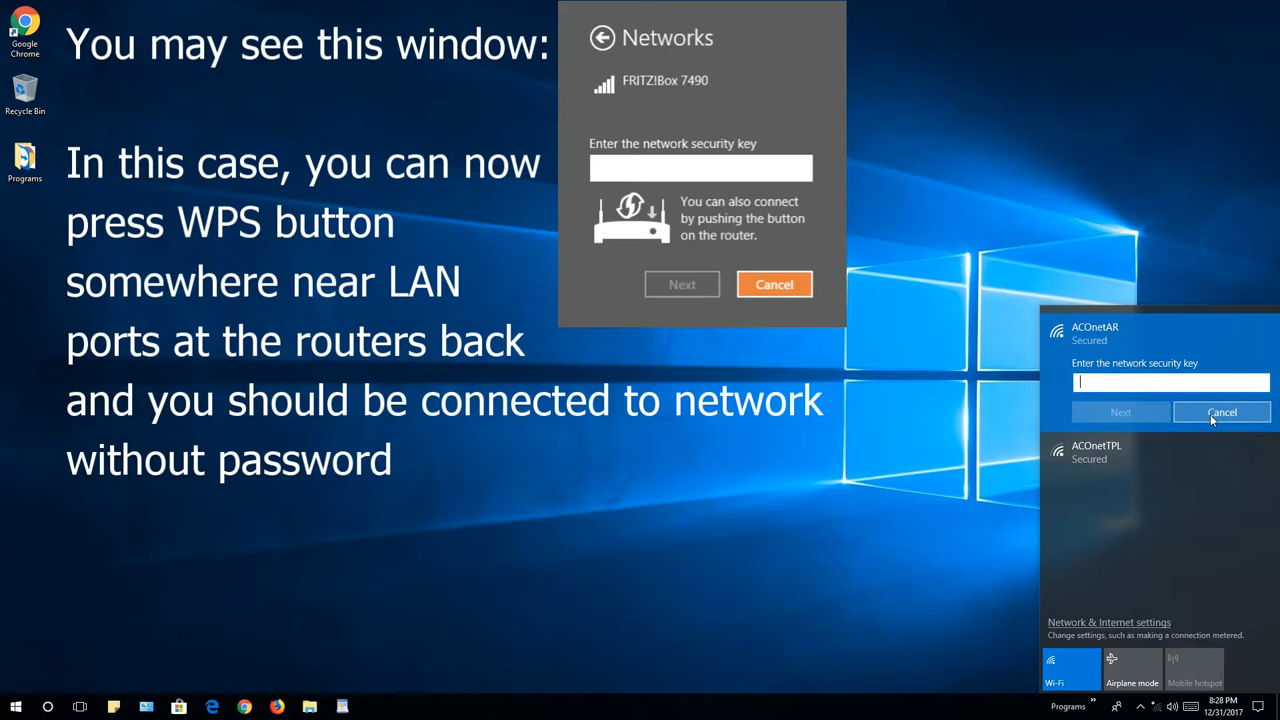 You may see this window:
In this case, you can now
press WPS button
somewhere near LAN
ports at the routers back
and you should be connected to network
without password
Google
Chrome
Recycle Bin
Programs
Networks
FRITZ!Box 7490
Enter the network security key
You can also connect
by pushing the button
on the router.
Next
Cancel
ACOnetAR
Secured
Enter the network security key
Next
Cancel
ACOnetTPL
Secured
Network & Internet settings
Change settings, such as making a connection metered.
Wi-Fi
Airplane mode
Mobile hotspot
Programs
8:28 PM
12/31/2017